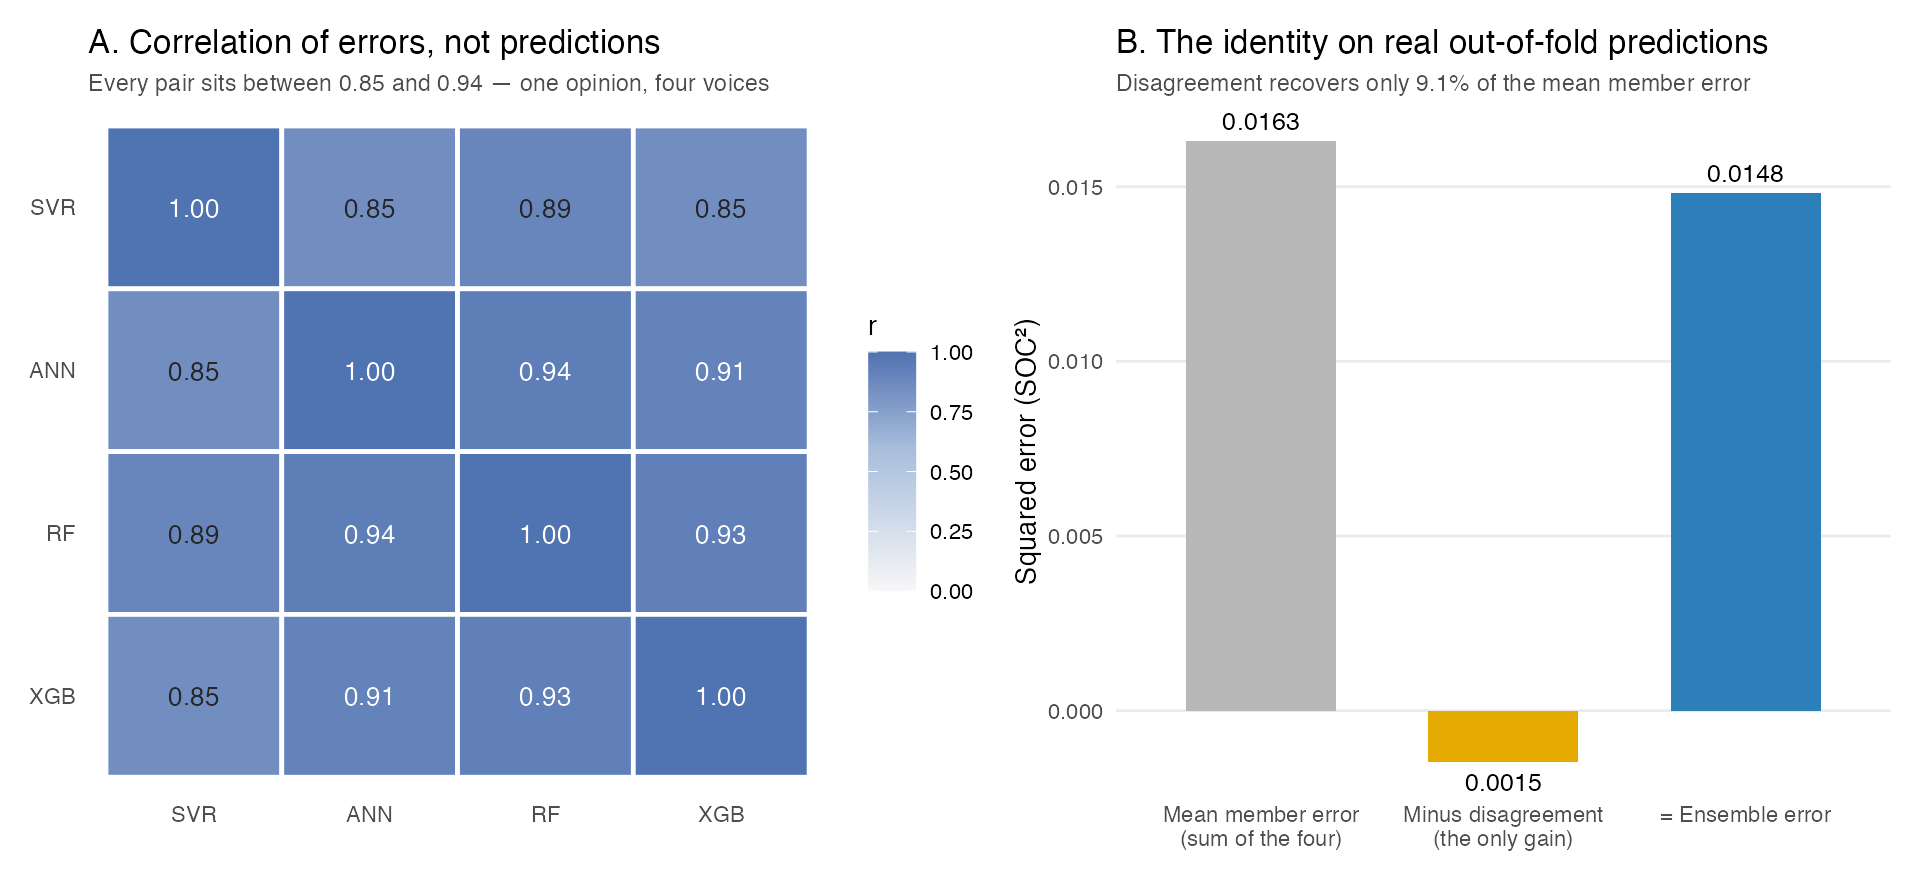 A. Correlation of errors, not predictions
Every pair sits between 0.85 and 0.94 — one opinion, four voices
SVR
1.00
0.85
0.89
0.85
ANN
0.85
1.00
0.94
0.91
RF
0.89
0.94
1.00
0.93
XGB
0.85
0.91
0.93
1.00
SVR
ANN
RF
XGB
r
1.00
0.75
0.50
0.25
0.00
B. The identity on real out-of-fold predictions
Disagreement recovers only 9.1% of the mean member error
Squared error (SOC²)
0.015
0.010
0.005
0.000
0.0163
0.0015
0.0148
Mean member error
(sum of the four)
Minus disagreement
(the only gain)
= Ensemble error